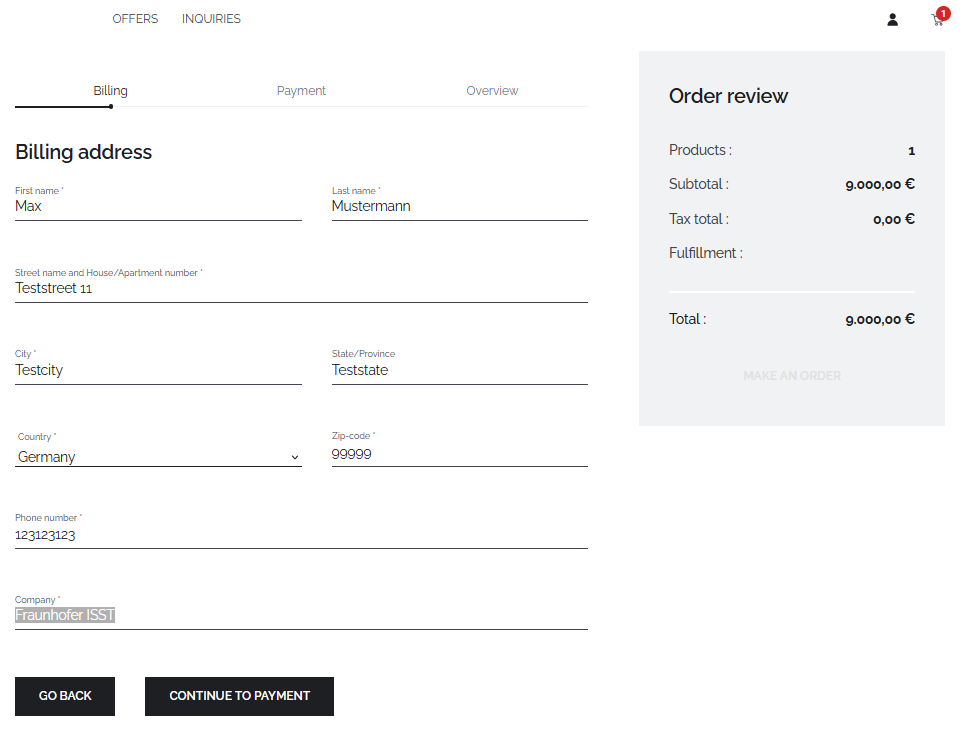 OFFERS INQUIRIES
1
Billing Payment Overview
Billing address
First name * Last name *
Max Mustermann
Street name and House/Apartment number *
Teststreet 11
City * State/Province
Testcity Teststate
Country * Zip-code *
Germany 99999
Phone number *
123123123
Company *
Fraunhofer ISST
GO BACK CONTINUE TO PAYMENT
Order review
Products : 1
Subtotal : 9.000,00 €
Tax total : 0,00 €
Fulfillment :
Total : 9.000,00 €
MAKE AN ORDER